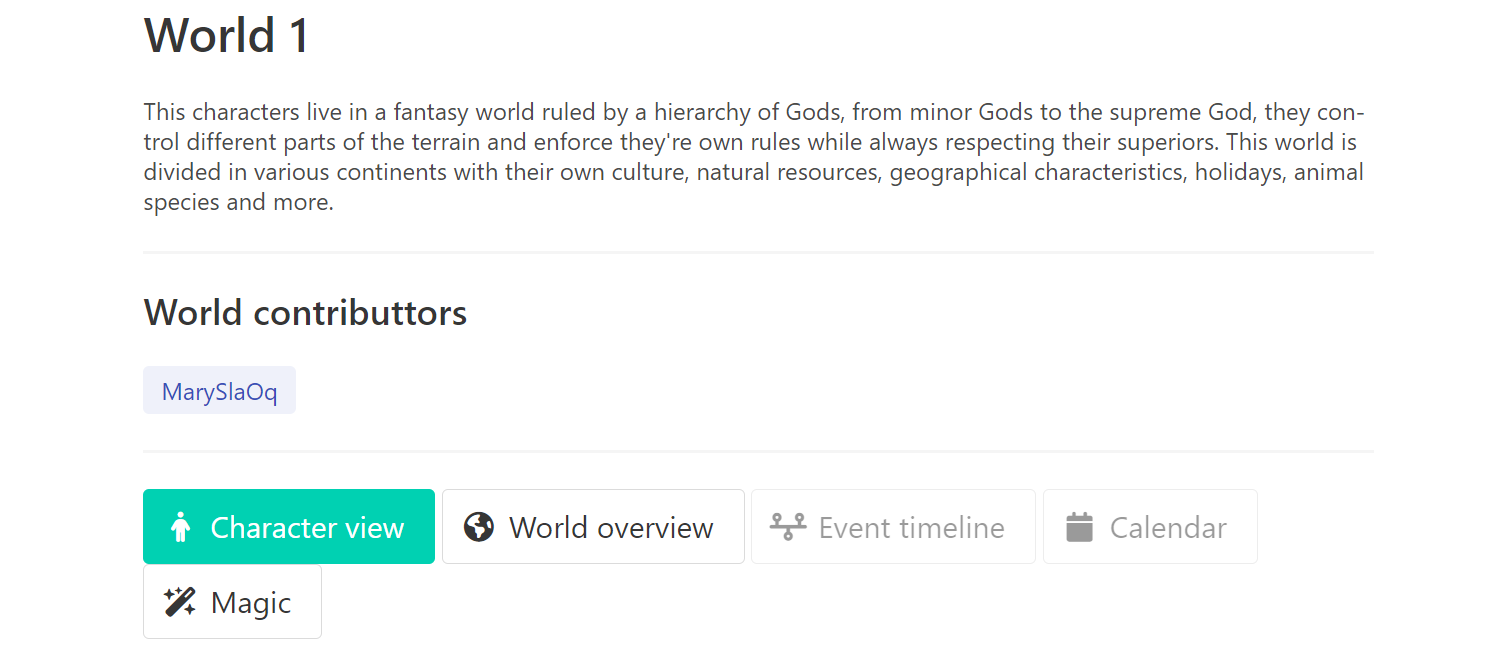 World 1
This characters live in a fantasy world ruled by a hierarchy of Gods, from minor Gods to the supreme God, they con-
trol different parts of the terrain and enforce they're own rules while always respecting their superiors. This world is
divided in various continents with their own culture, natural resources, geographical characteristics, holidays, animal
species and more.
World contributtors
MarySlaOq
Character view World overview Event timeline Calendar
Magic